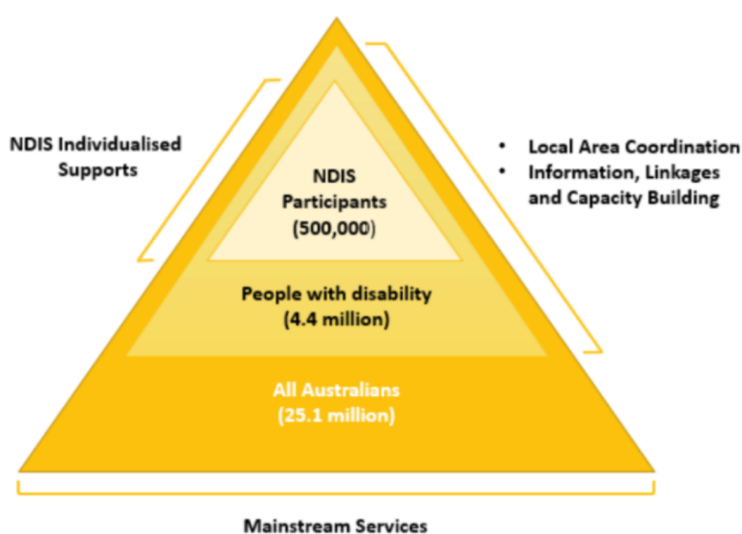 NDIS Individualised
Supports
NDIS
Participants
(500,000)
• Local Area Coordination
• Information, Linkages
and Capacity Building
People with disability
(4.4 million)
All Australians
(25.1 million)
Mainstream Services